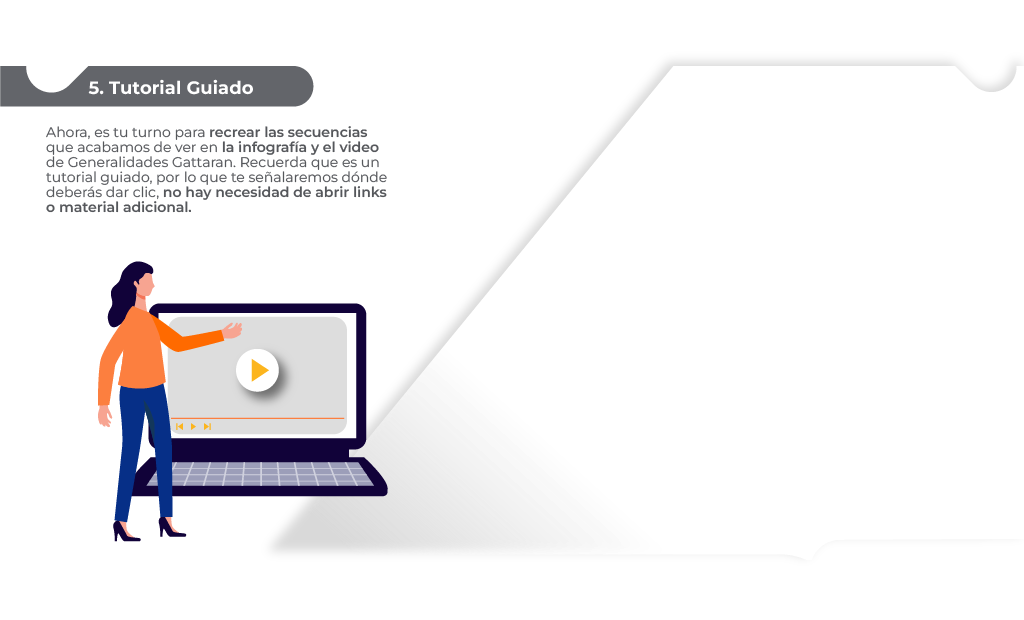 5. Tutorial Guiado
Ahora, es tu turno para recrear las secuencias
que acabamos de ver en la infografía y el video
de Generalidades Gattaran. Recuerda que es un
tutorial guiado, por lo que te señalaremos dónde
deberás dar clic, no hay necesidad de abrir links
o material adicional.